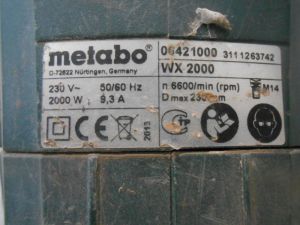 metabo
D-72622 Nürtingen, Germany
06421000 3111263742
WX 2000
230 V~ 50/60 Hz
2000 W 9,3 A
n 6600/min (rpm) M14
D max 230
2013